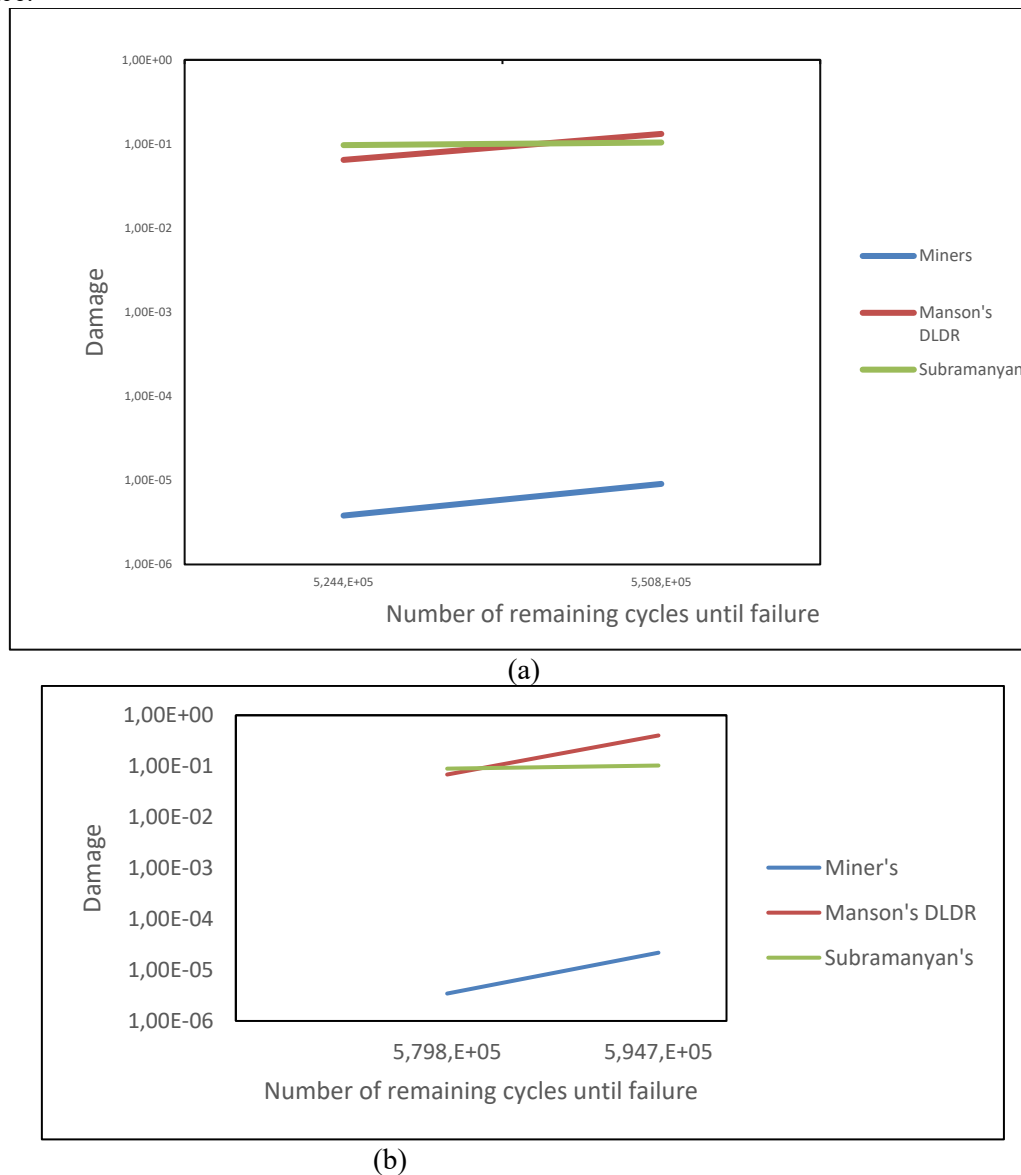 1,00E+00
1,00E-01
1,00E-02
1,00E-03
1,00E-04
1,00E-05
1,00E-06
Damage
5,244,E+05 5,508,E+05
Number of remaining cycles until failure
Miners
Manson's
DLDR
Subramanyan
(a)
1,00E+00
1,00E-01
1,00E-02
1,00E-03
1,00E-04
1,00E-05
1,00E-06
Damage
5,798,E+05 5,947,E+05
Number of remaining cycles until failure
Miner's
Manson's DLDR
Subramanyan's
(b)